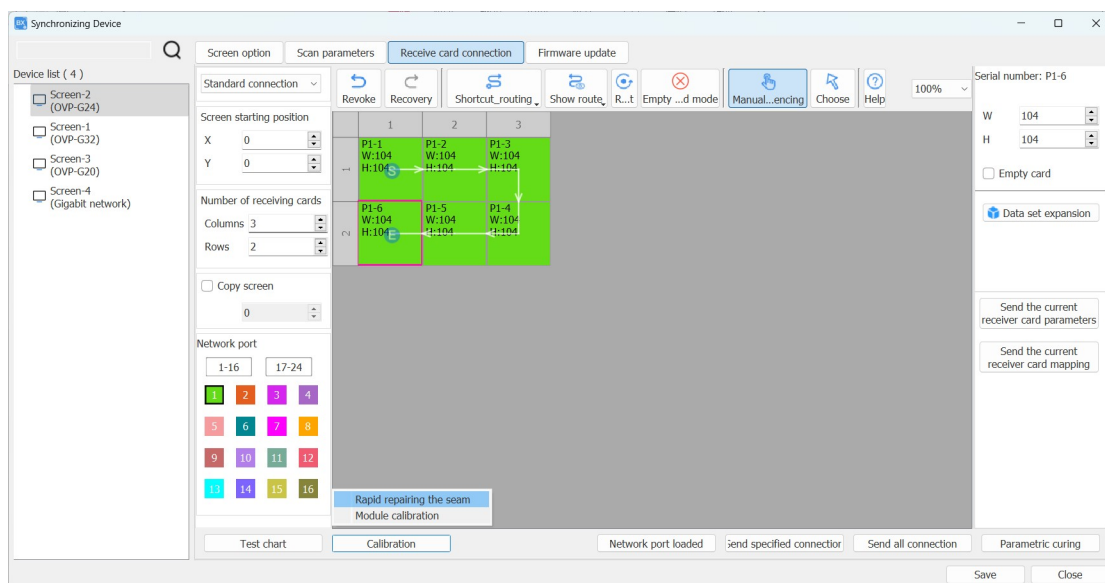 BX Synchronizing Device
Screen option Scan parameters Receive card connection Firmware update
Device list ( 4 )
Screen-2
(OVP-G24)
Screen-1
(OVP-G32)
Screen-3
(OVP-G20)
Screen-4
(Gigabit network)
Standard connection
Revoke Recovery Shortcut_routing Show route R...t Empty ...d mode Manual...encing Choose Help 100%
Screen starting position
X 0
Y 0
Number of receiving cards
Columns 3
Rows 2
Copy screen
0
Network port
1-16 17-24
1 2 3 4
5 6 7 8
9 10 11 12
13 14 15 16
1 2 3
1
P1-1 P1-2 P1-3
W:104 W:104 W:104
H:104 H:104 H:104
S
2
P1-6 P1-5 P1-4
W:104 W:104 W:104
H:104 H:104 H:104
E
Rapid repairing the seam
Module calibration
Serial number: P1-6
W 104
H 104
Empty card
Data set expansion
Send the current
receiver card parameters
Send the current
receiver card mapping
Test chart Calibration Network port loaded Send specified connection Send all connection Parametric curing
Save Close